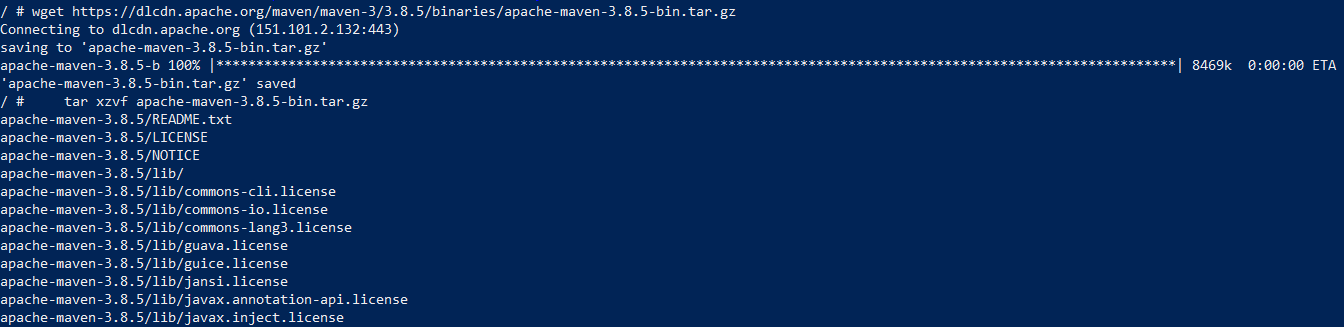 / # wget https://dlcdn.apache.org/maven/maven-3/3.8.5/binaries/apache-maven-3.8.5-bin.tar.gz
Connecting to dlcdn.apache.org (151.101.2.132:443)
saving to 'apache-maven-3.8.5-bin.tar.gz'
apache-maven-3.8.5-b 100% |************************************************************************************************************************| 8469k  0:00:00 ETA
'apache-maven-3.8.5-bin.tar.gz' saved
/ #     tar xzvf apache-maven-3.8.5-bin.tar.gz
apache-maven-3.8.5/README.txt
apache-maven-3.8.5/LICENSE
apache-maven-3.8.5/NOTICE
apache-maven-3.8.5/lib/
apache-maven-3.8.5/lib/commons-cli.license
apache-maven-3.8.5/lib/commons-io.license
apache-maven-3.8.5/lib/commons-lang3.license
apache-maven-3.8.5/lib/guava.license
apache-maven-3.8.5/lib/guice.license
apache-maven-3.8.5/lib/jansi.license
apache-maven-3.8.5/lib/javax.annotation-api.license
apache-maven-3.8.5/lib/javax.inject.license